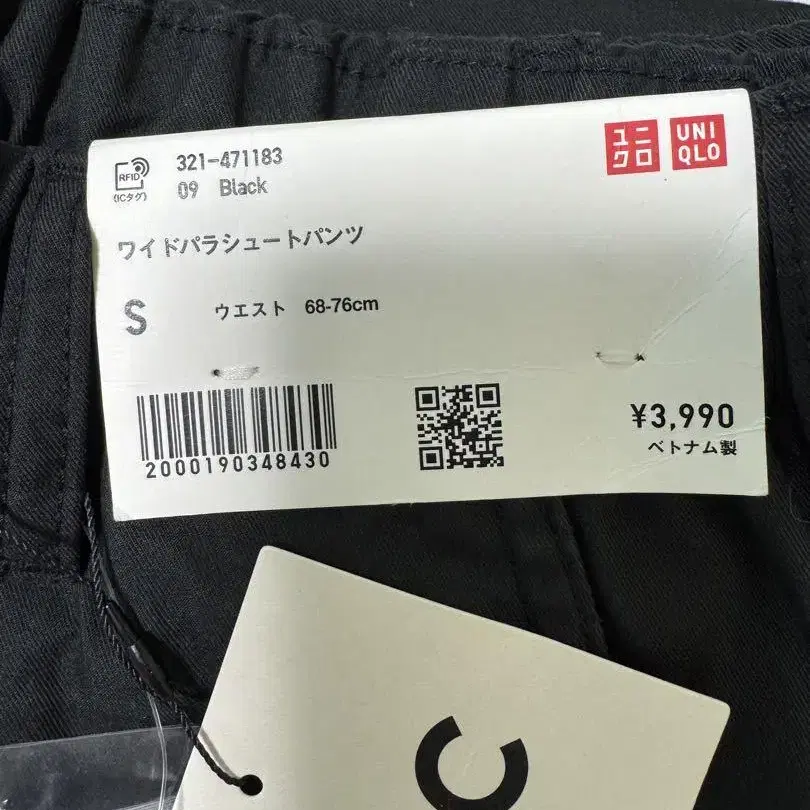 RFID
(ICタグ)
321-471183
09 Black
ユニ
クロ
UNI
QLO
ワイドパラシュートパンツ
S
ウエスト 68-76cm
2000190348430
¥3,990
ベトナム製
C